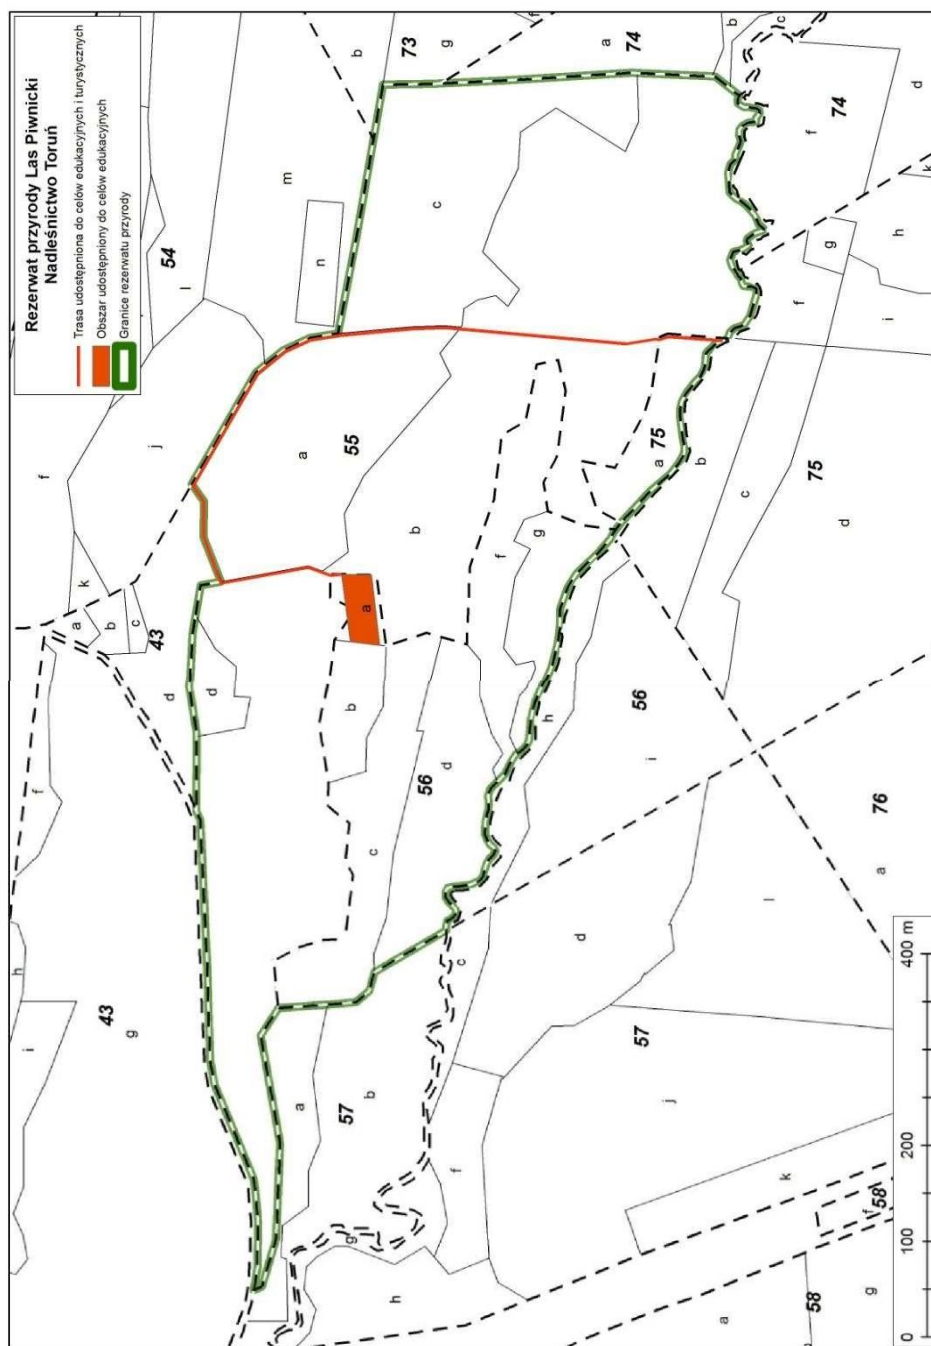 Rezerwat przyrody Las Piwnicki
Nadleśnictwo Toruń
Trasa udostępniona do celów edukacyjnych i turystycznych
Obszar udostępniony do celów edukacyjnych
Granice rezerwatu przyrody
f
f
h
i
43
g
a
b
c
k
43
d
d
f
j
l
54
m
n
b
73
g
f
a
74
b
c
d
74
f
k
h
g
f
i
c
a
55
b
a
b
c
56
d
f
g
h
75
a
b
c
75
d
56
i
76
a
l
d
c
57
j
a
57
b
f
g
h
k
58
f
58
g
a
0
100
200
400 m